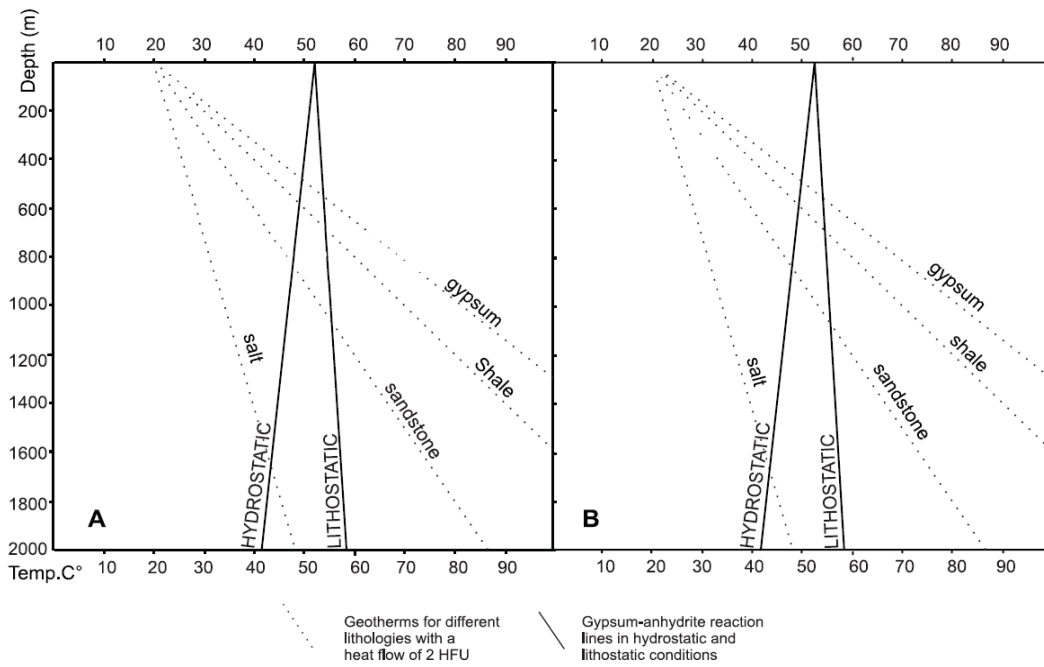 Depth (m)
10 20 30 40 50 60 70 80 90
10 20 30 40 50 60 70 80 90
200
400
600
800
1000
1200
1400
1600
1800
2000
gypsum
Shale
sandstone
salt
HYDROSTATIC
LITHOSTATIC
A
gypsum
shale
sandstone
salt
HYDROSTATIC
LITHOSTATIC
B
Temp.C°
10 20 30 40 50 60 70 80 90
10 20 30 40 50 60 70 80 90
Geotherms for different
lithologies with a
heat flow of 2 HFU
Gypsum-anhydrite reaction
lines in hydrostatic and
lithostatic conditions